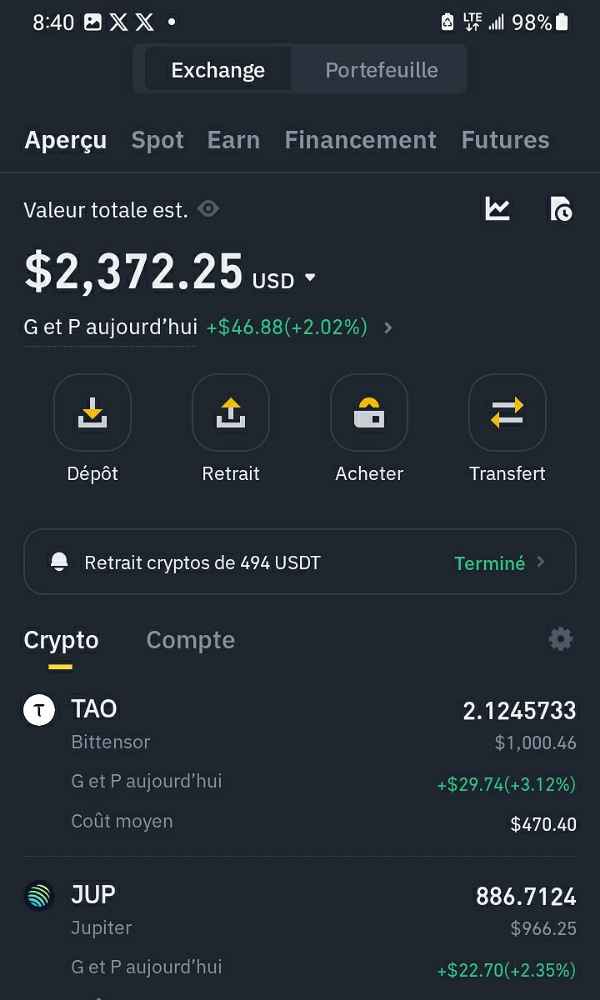 8:40 LTE 98%
Exchange Portefeuille
Aperçu Spot Earn Financement Futures
Valeur totale est.
$2,372.25 USD
G et P aujourd’hui +$46.88(+2.02%)
Dépôt Retrait Acheter Transfert
Retrait cryptos de 494 USDT Terminé
Crypto Compte
TAO 2.1245733
Bittensor $1,000.46
G et P aujourd’hui +$29.74(+3.12%)
Coût moyen $470.40
JUP 886.7124
Jupiter $966.25
G et P aujourd’hui +$22.70(+2.35%)